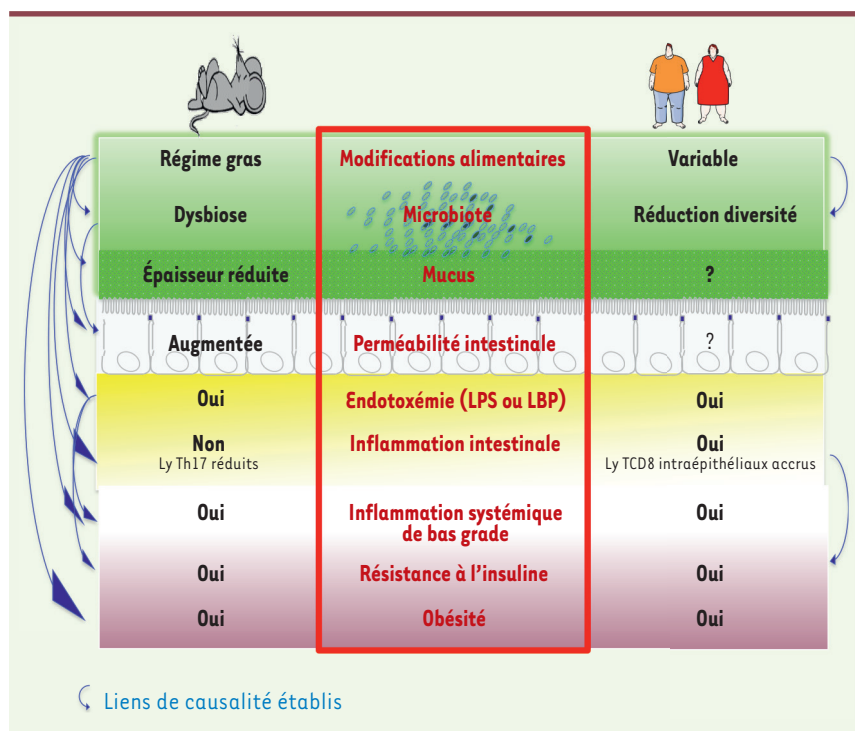 Régime gras Modifications alimentaires Variable
Dysbiose Microbiote Réduction diversité
Épaisseur réduite Mucus ?
Augmentée Perméabilité intestinale ?
Oui Endotoxémie (LPS ou LBP) Oui
Non Inflammation intestinale Oui
Ly Th17 réduits Ly TCD8 intraépithéliaux accrus
Oui Inflammation systémique Oui
de bas grade
Oui Résistance à l'insuline Oui
Oui Obésité Oui
Liens de causalité établis